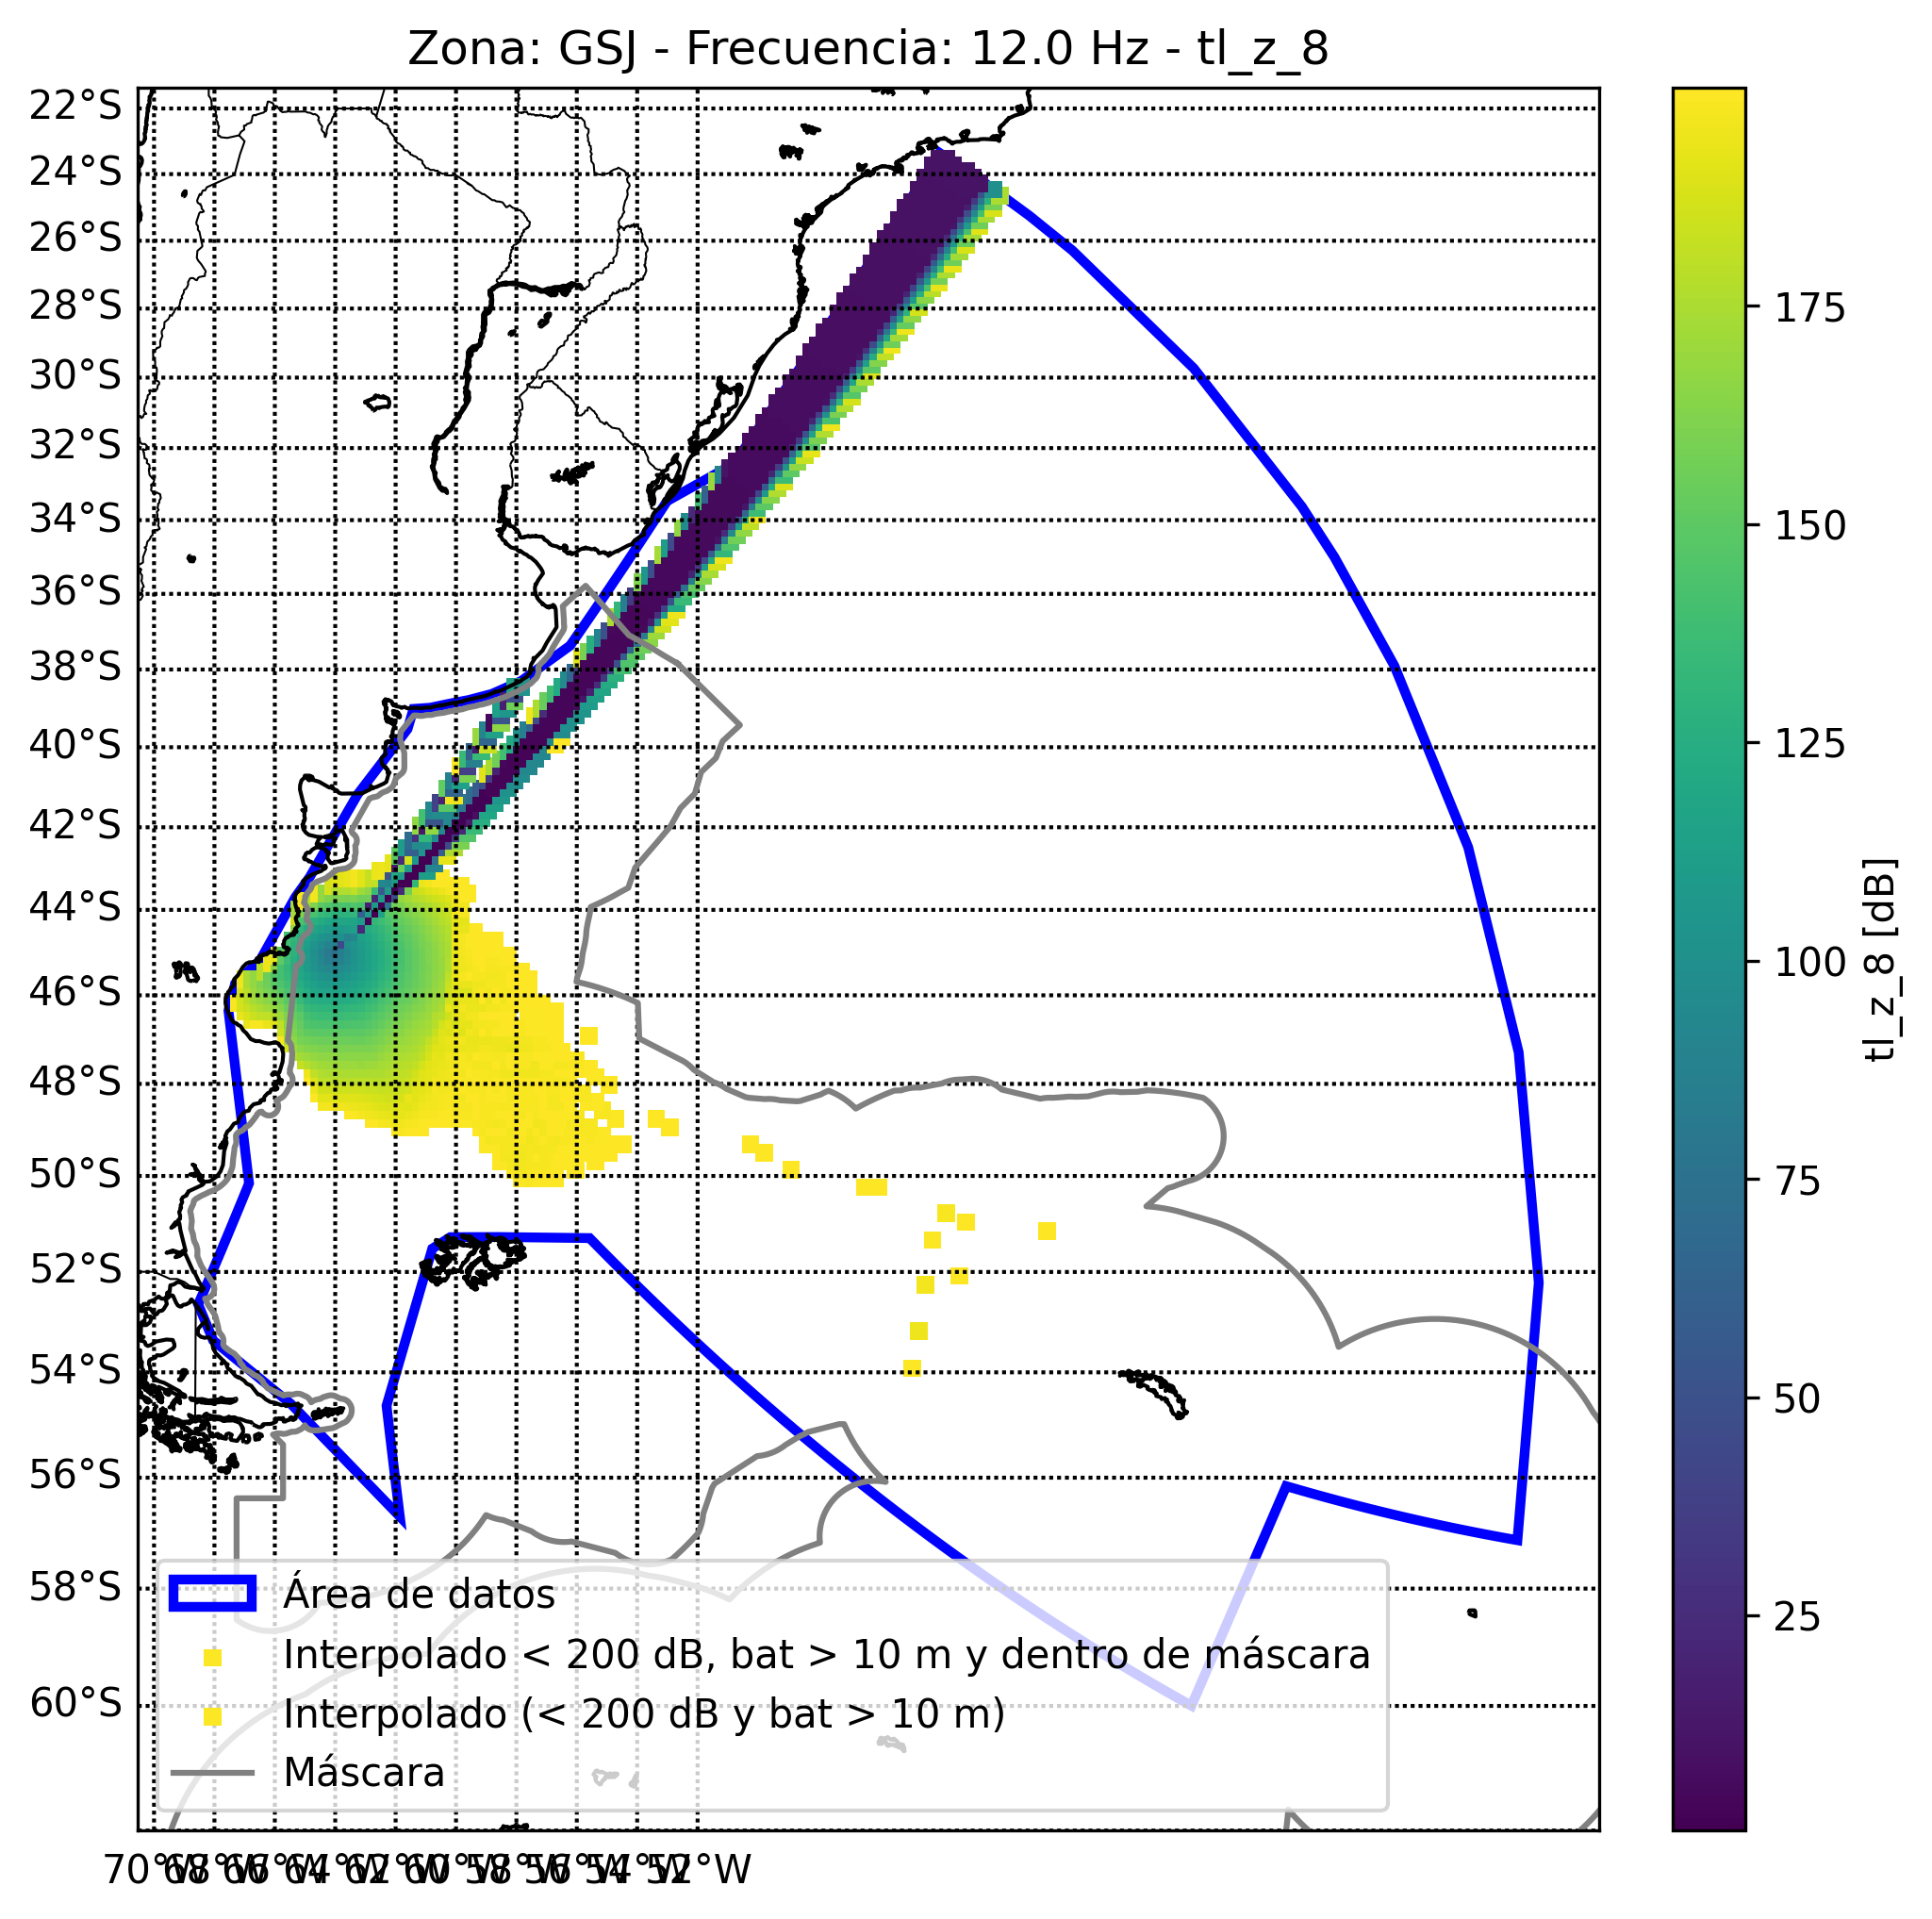 Zona: GSJ - Frecuencia: 12.0 Hz - tl_z_8
22°S
24°S
26°S
28°S
30°S
32°S
34°S
36°S
38°S
40°S
42°S
44°S
46°S
48°S
50°S
52°S
54°S
56°S
58°S
60°S
70°W 68°W 66°W 64°W 62°W 60°W 58°W 56°W 54°W 52°W
175
150
125
100
75
50
25
tl_z_8 [dB]
Área de datos
Interpolado < 200 dB, bat > 10 m y dentro de máscara
Interpolado (< 200 dB y bat > 10 m)
Máscara